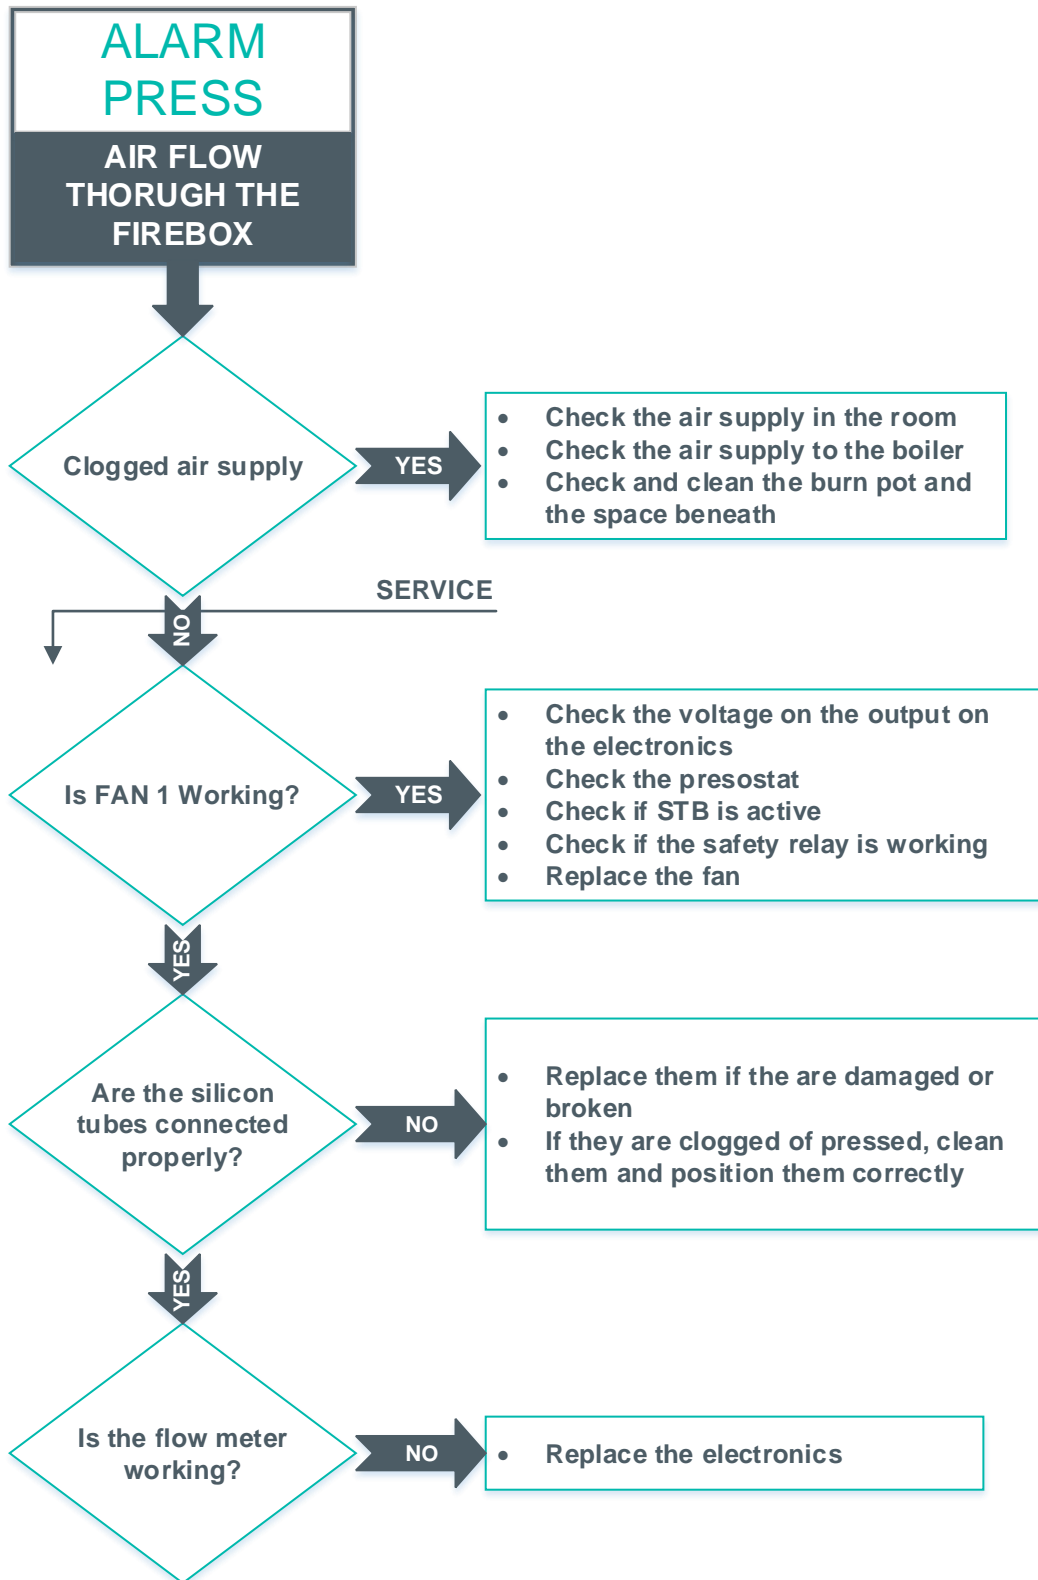 ALARM
PRESS
AIR FLOW
THORUGH THE
FIREBOX
Clogged air supply
YES
• Check the air supply in the room
• Check the air supply to the boiler
• Check and clean the burn pot and
the space beneath
SERVICE
NO
Is FAN 1 Working?
YES
• Check the voltage on the output on
the electronics
• Check the presostat
• Check if STB is active
• Check if the safety relay is working
• Replace the fan
YES
Are the silicon
tubes connected
properly?
NO
• Replace them if the are damaged or
broken
• If they are clogged of pressed, clean
them and position them correctly
YES
Is the flow meter
working?
NO
• Replace the electronics